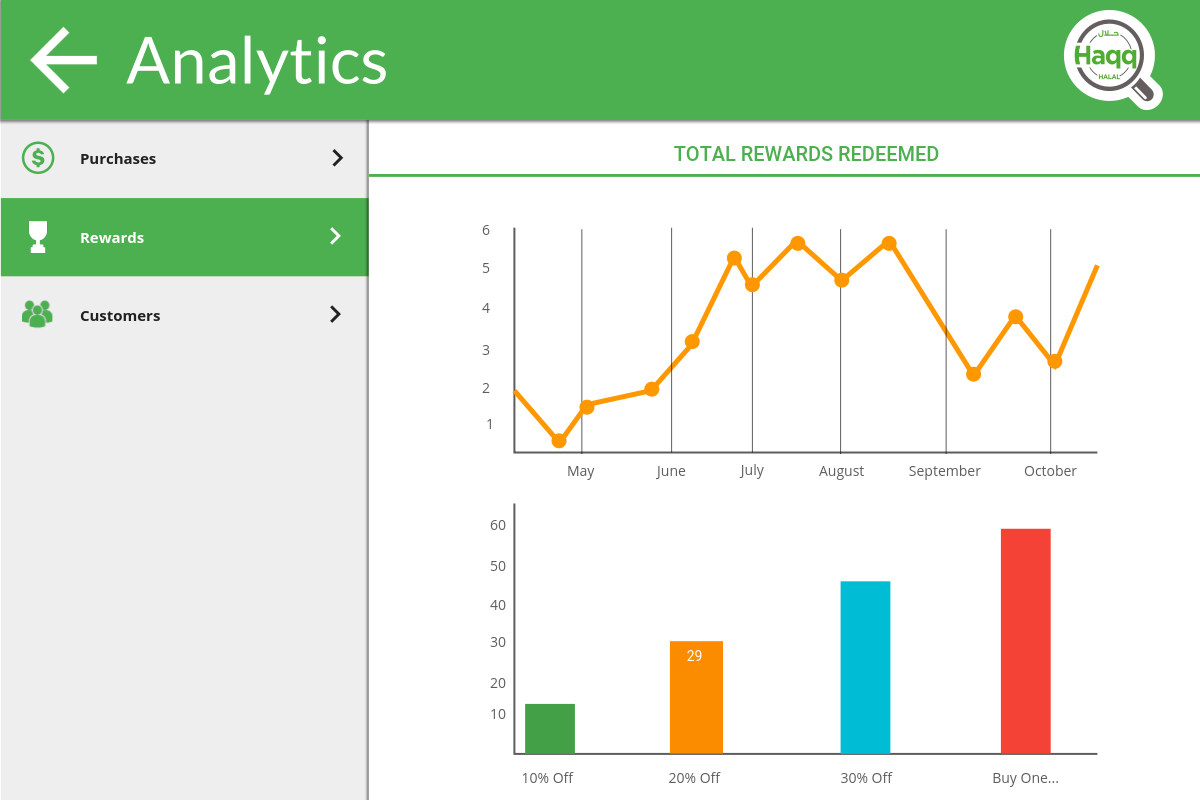 Analytics
حلال
Haqq
HALAL
$
Purchases
Rewards
Customers
TOTAL REWARDS REDEEMED
6
5
4
3
2
1
May June July August September October
60
50
40
30
20
10
29
10% Off 20% Off 30% Off Buy One...